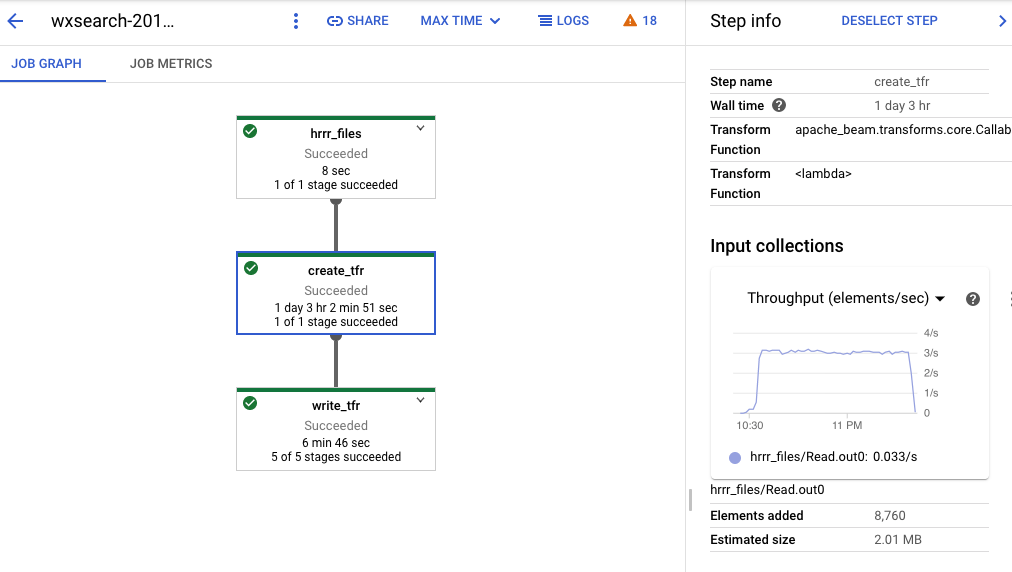 wxsearch-201...
SHARE
MAX TIME
LOGS
18
JOB GRAPH
JOB METRICS
hrrr_files
Succeeded
8 sec
1 of 1 stage succeeded
create_tfr
Succeeded
1 day 3 hr 2 min 51 sec
1 of 1 stage succeeded
write_tfr
Succeeded
6 min 46 sec
5 of 5 stages succeeded
Step info
DESELECT STEP
Step name create_tfr
Wall time ? 1 day 3 hr
Transform apache_beam.transforms.core.Callab
Function
Transform <lambda>
Function
Input collections
Throughput (elements/sec) ?
4/s
3/s
2/s
1/s
0
10:30 11 PM
hrrr_files/Read.out0: 0.033/s
hrrr_files/Read.out0
Elements added 8,760
Estimated size 2.01 MB